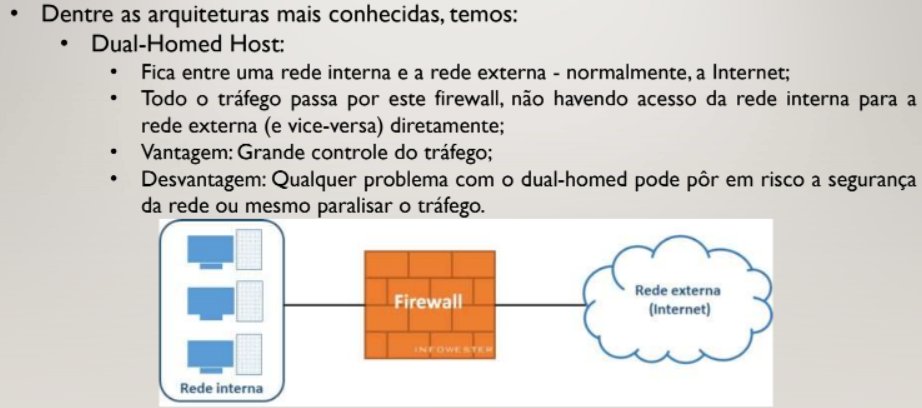 • Dentre as arquiteturas mais conhecidas, temos:
• Dual-Homed Host:
• Fica entre uma rede interna e a rede externa - normalmente, a Internet;
• Todo o tráfego passa por este firewall, não havendo acesso da rede interna para a
rede externa (e vice-versa) diretamente;
• Vantagem: Grande controle do tráfego;
• Desvantagem: Qualquer problema com o dual-homed pode pôr em risco a segurança
da rede ou mesmo paralisar o tráfego.
Firewall
INFOWESTER
Rede externa
(Internet)
Rede interna